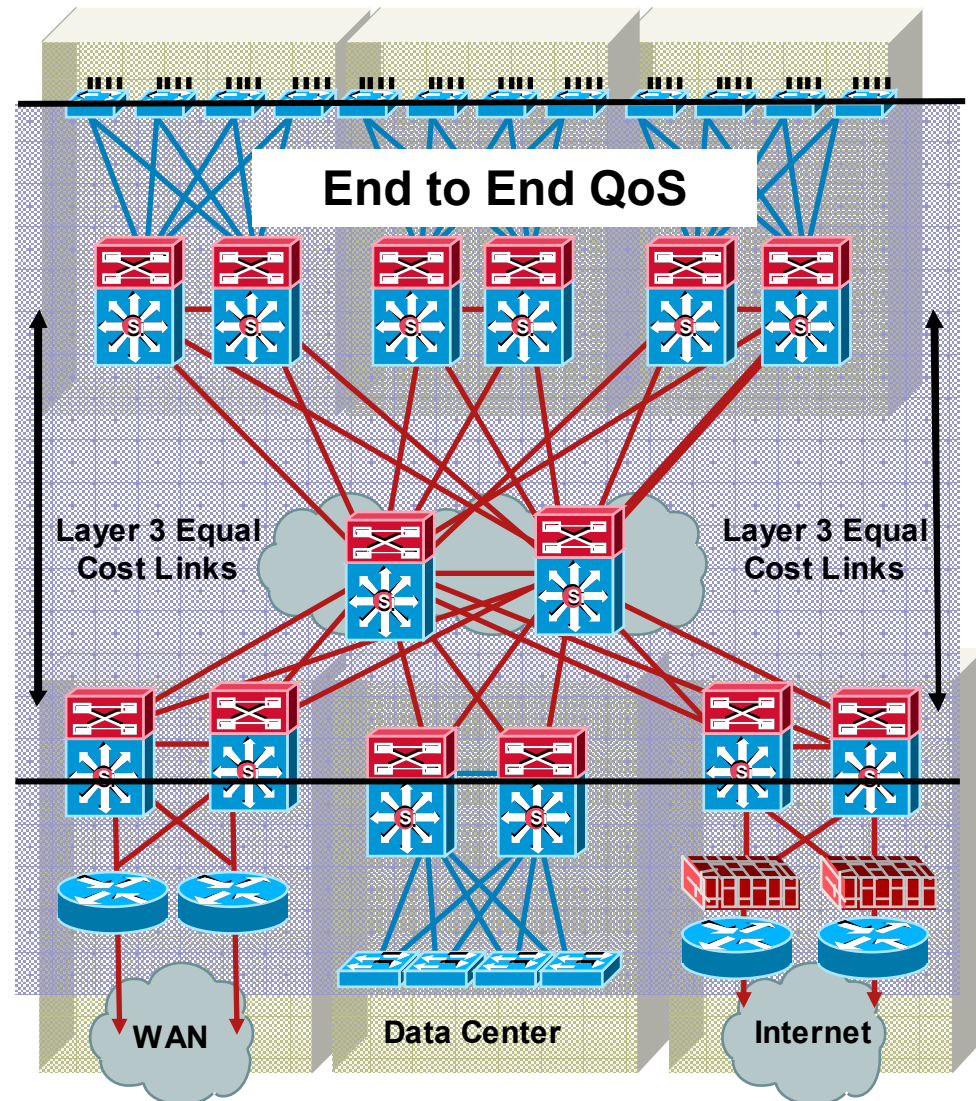 End to End QoS
S
S
S
S
S
S
Layer 3 Equal
Cost Links
Layer 3 Equal
Cost Links
S
S
S
S
S
S
S
S
WAN
Data Center
Internet